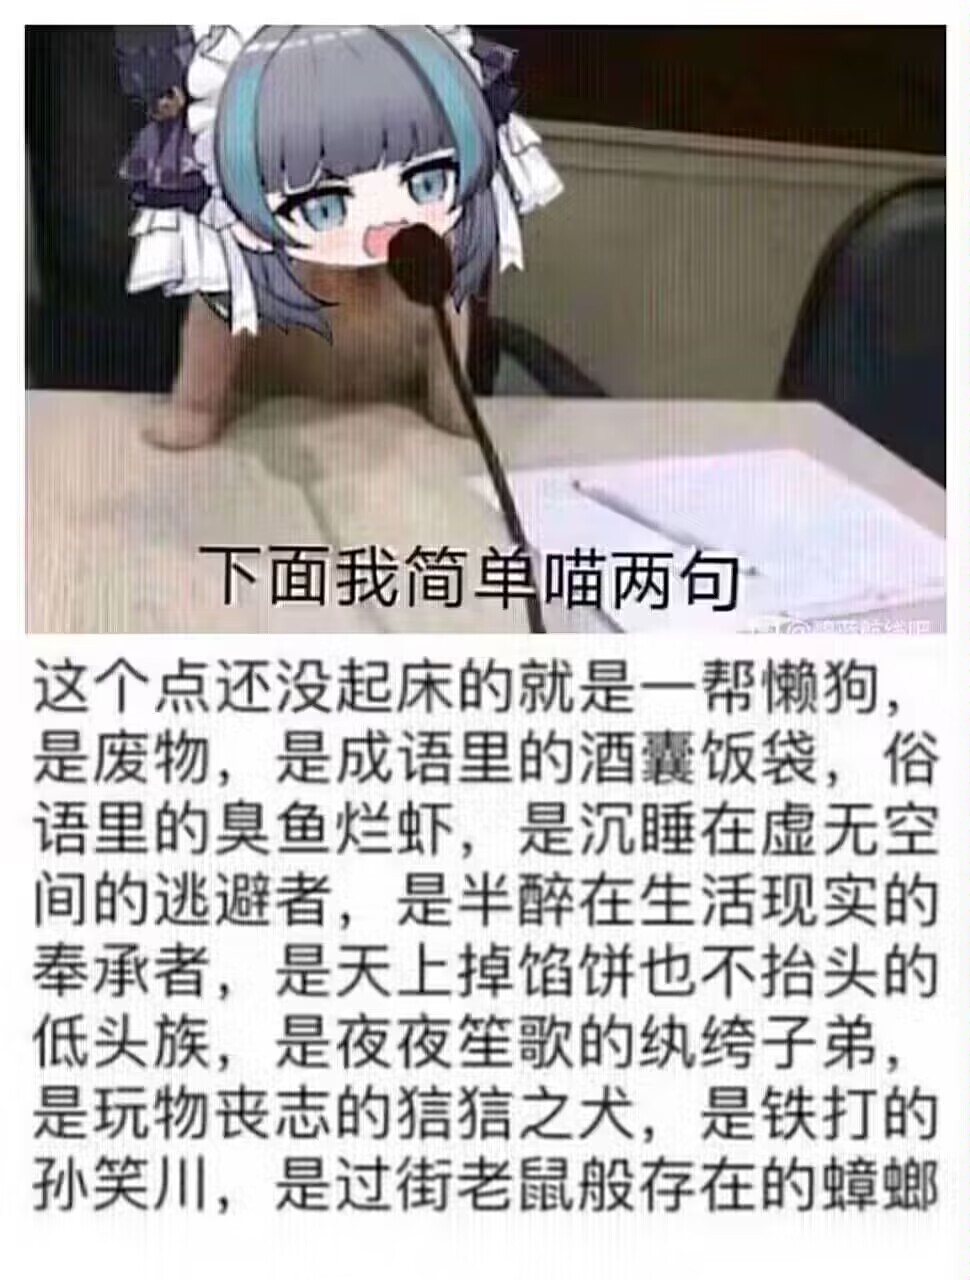 下面我简单喵两句
这个点还没起床的就是一帮懒狗，
是废物，是成语里的酒囊饭袋，俗
语里的臭鱼烂虾，是沉睡在虚无空
间的逃避者，是半醉在生活现实的
奉承者，是天上掉馅饼也不抬头的
低头族，是夜夜笙歌的纨绔子弟，
是玩物丧志的狺狺之犬，是铁打的
孙笑川，是过街老鼠般存在的蟑螂